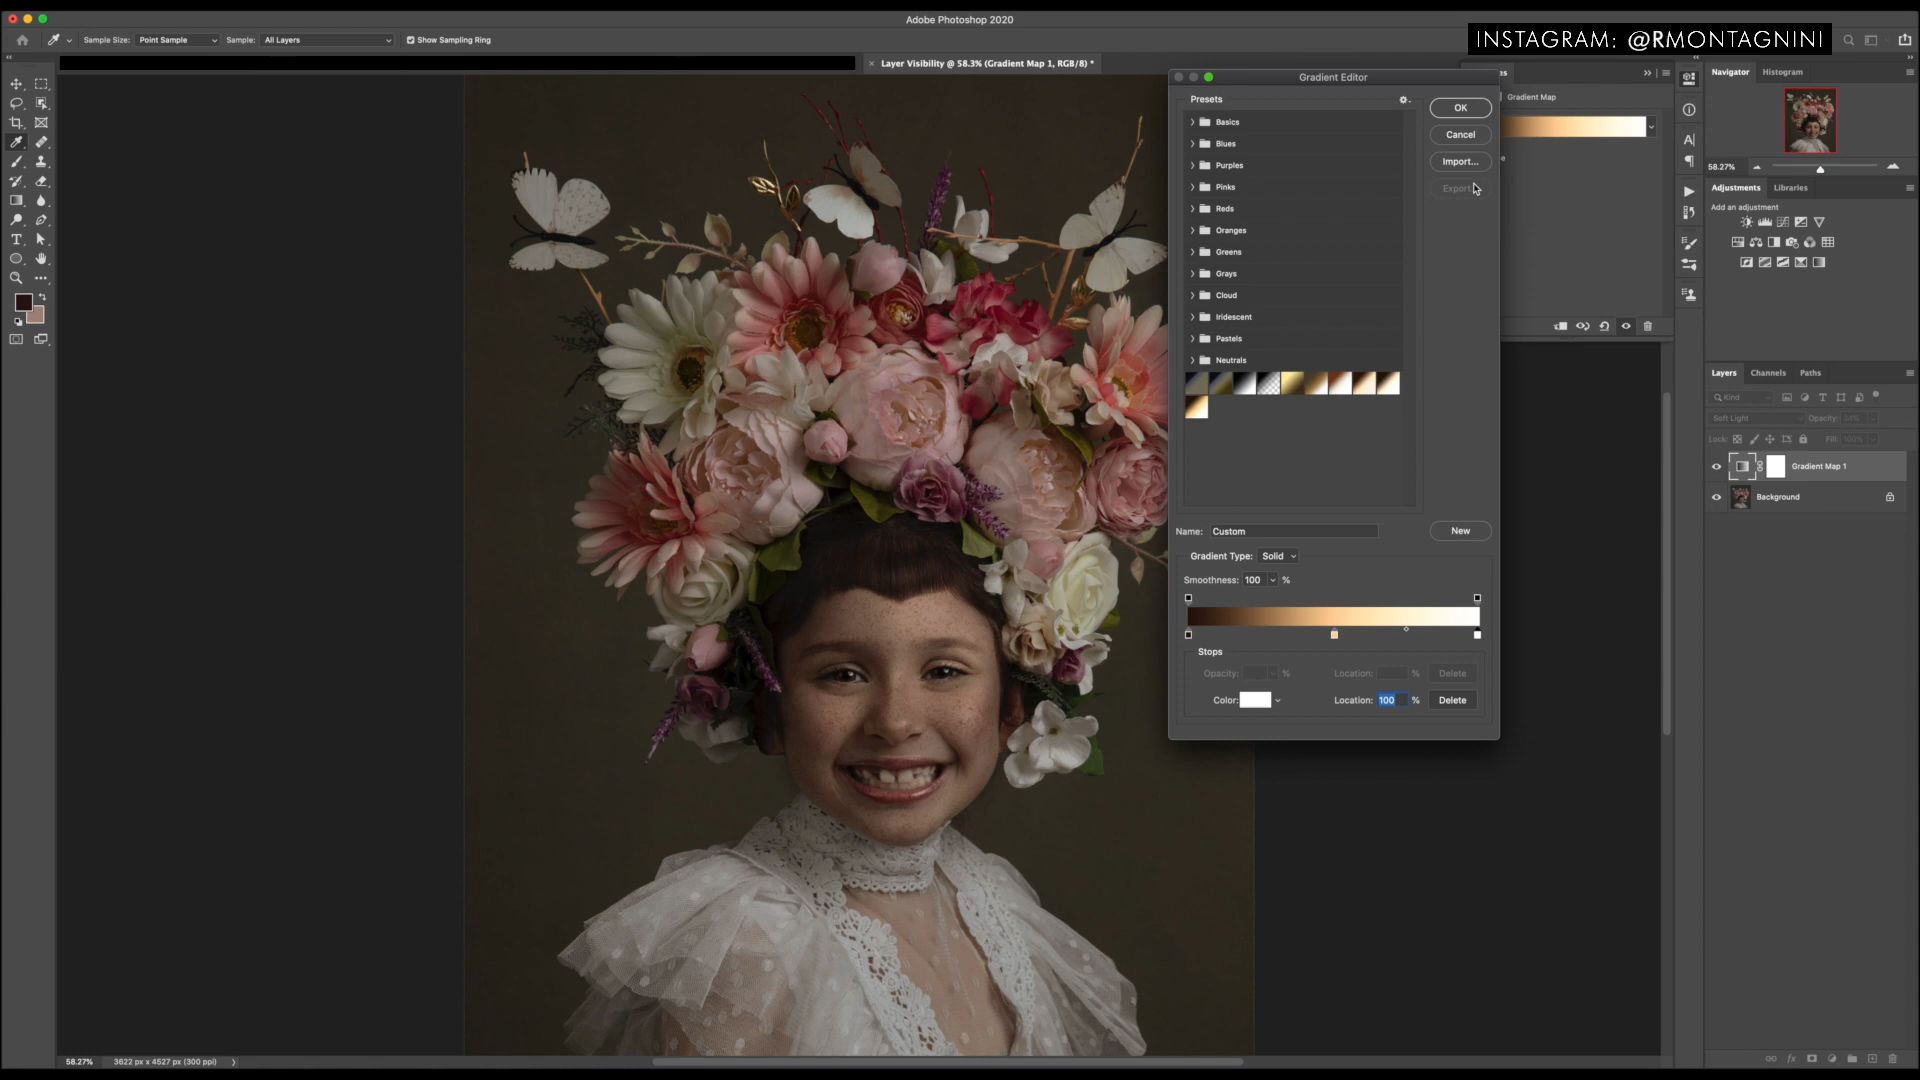 Adobe Photoshop 2020
INSTAGRAM: @RMONTAGNINI
Sample Size: Point Sample Sample: All Layers Show Sampling Ring
Layer Visibility @ 58.3% (Gradient Map 1, RGB/8) *
Gradient Editor
Presets
Basics
Blues
Purples
Pinks
Reds
Oranges
Greens
Grays
Cloud
Iridescent
Pastels
Neutrals
OK
Cancel
Import...
Export
Name: Custom
New
Gradient Type: Solid
Smoothness: 100 %
Stops
Opacity: % Location: % Delete
Color: Location: 100 % Delete
Gradient Map
Navigator Histogram
58.27%
Adjustments Libraries
Add an adjustment
Layers Channels Paths
Kind
Soft Light Opacity:
Lock: Fill: 100%
Gradient Map 1
Background
58.27% 3622 px x 4527 px (300 ppi)